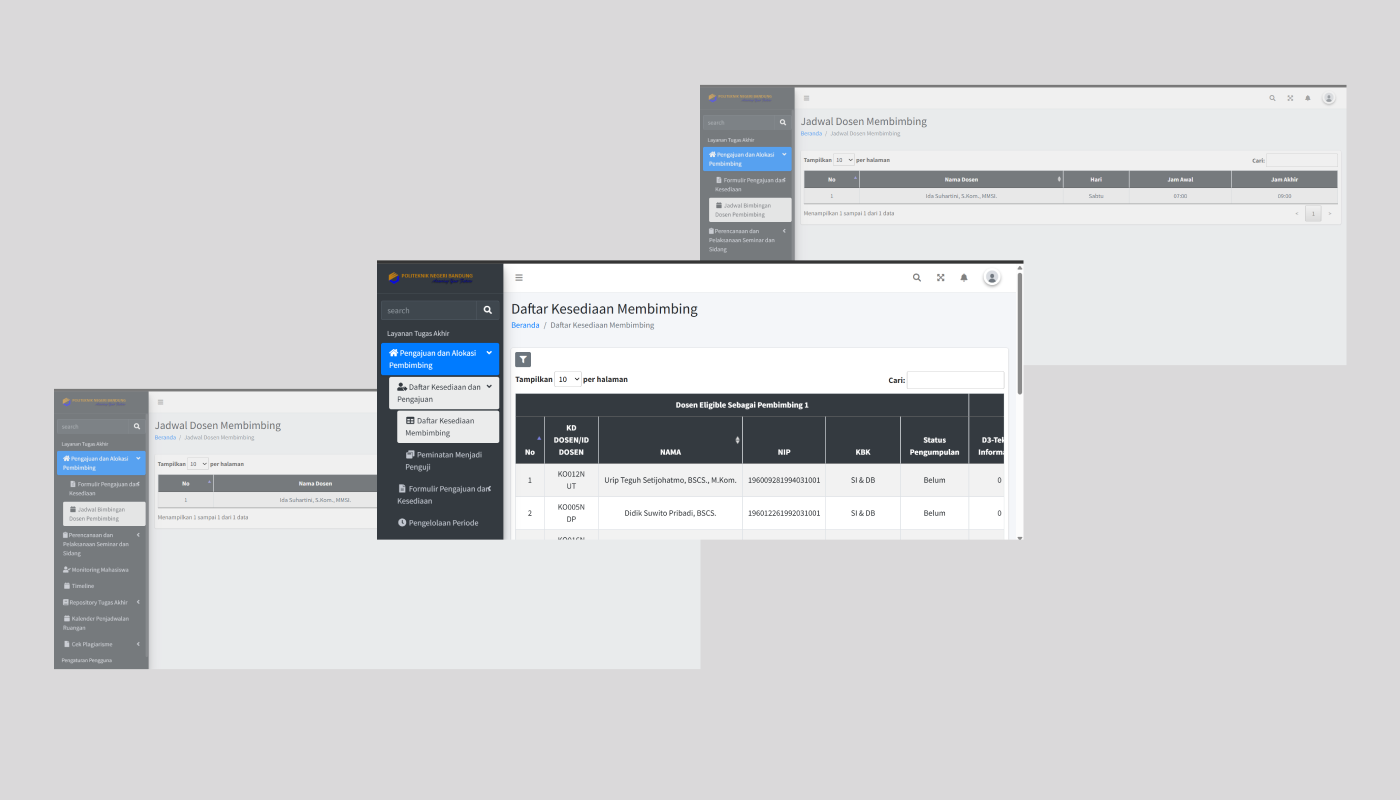 POLITEKNIK NEGERI BANDUNG
search
Layanan Tugas Akhir
Pengajuan dan Alokasi
Pembimbing
Formulir Pengajuan dan
Kesediaan
Jadwal Bimbingan
Dosen Pembimbing
Perencanaan dan
Pelaksanaan Seminar dan
Sidang
Jadwal Dosen Membimbing
Beranda / Jadwal Dosen Membimbing
Tampilkan 10 per halaman
Cari:
No Nama Dosen Hari Jam Awal Jam Akhir
1 Ida Suhartini, S.Kom., MMSI. Sabtu 07:00 09:00
Menampilkan 1 sampai 1 dari 1 data
« 1 »
POLITEKNIK NEGERI BANDUNG
search
Layanan Tugas Akhir
Pengajuan dan Alokasi
Pembimbing
Daftar Kesediaan dan
Pengajuan
Daftar Kesediaan
Membimbing
Peminatan Menjadi
Penguji
Formulir Pengajuan dan
Kesediaan
Pengelolaan Periode
Daftar Kesediaan Membimbing
Beranda / Daftar Kesediaan Membimbing
Tampilkan 10 per halaman
Cari:
Dosen Eligible Sebagai Pembimbing 1
No KD DOSEN/ID DOSEN NAMA NIP KBK Status Pengumpulan D3-Tek Informa
1 KO012N UT Urip Teguh Setijohatmo, BSCS., M.Kom. 196009281994031001 SI & DB Belum 0
2 KO005N DP Didik Suwito Pribadi, BSCS. 196012261992031001 SI & DB Belum 0
POLITEKNIK NEGERI BANDUNG
search
Layanan Tugas Akhir
Pengajuan dan Alokasi
Pembimbing
Formulir Pengajuan dan
Kesediaan
Jadwal Bimbingan
Dosen Pembimbing
Perencanaan dan
Pelaksanaan Seminar dan
Sidang
Monitoring Mahasiswa
Timeline
Repository Tugas Akhir
Kalender Penjadwalan
Ruangan
Cek Plagiarisme
Pengaturan Pengguna
Jadwal Dosen Membimbing
Beranda / Jadwal Dosen Membimbing
Tampilkan 10 per halaman
No Nama Dosen
1 Ida Suhartini, S.Kom., MMSI.
Menampilkan 1 sampai 1 dari 1 data